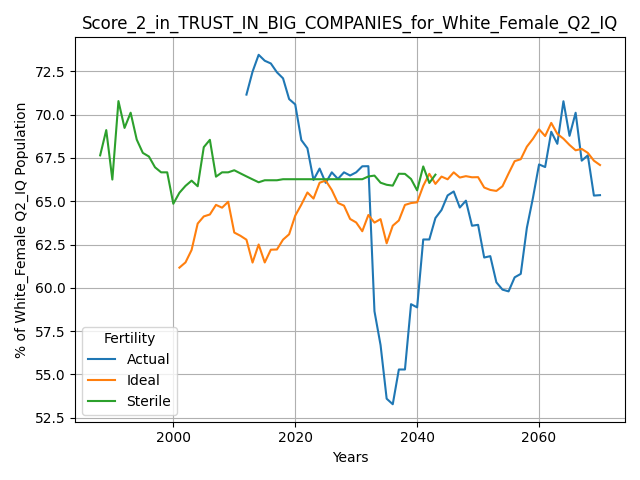 Score_2_in_TRUST_IN_BIG_COMPANIES_for_White_Female_Q2_IQ
% of White_Female Q2_IQ Population
72.5
70.0
67.5
65.0
62.5
60.0
57.5
55.0
52.5
Fertility
Actual
Ideal
Sterile
2000
2020
2040
2060
Years